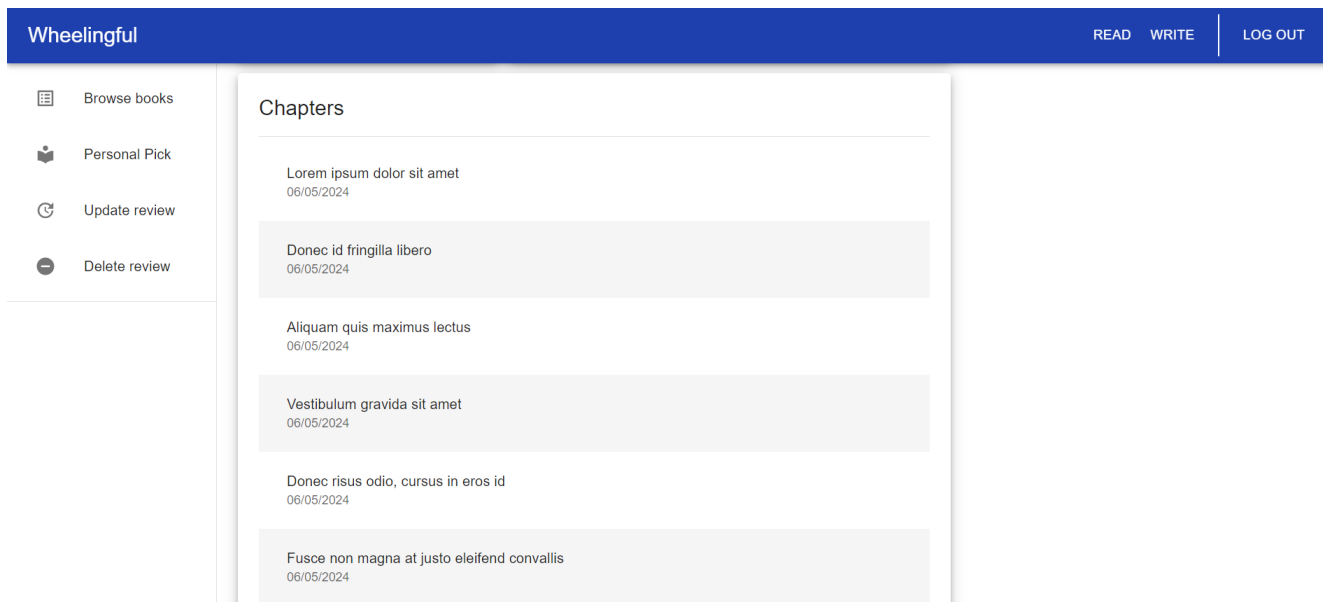 Wheelingful
READ WRITE LOG OUT
Browse books
Personal Pick
Update review
Delete review
Chapters
Lorem ipsum dolor sit amet
06/05/2024
Donec id fringilla libero
06/05/2024
Aliquam quis maximus lectus
06/05/2024
Vestibulum gravida sit amet
06/05/2024
Donec risus odio, cursus in eros id
06/05/2024
Fusce non magna at justo eleifend convallis
06/05/2024